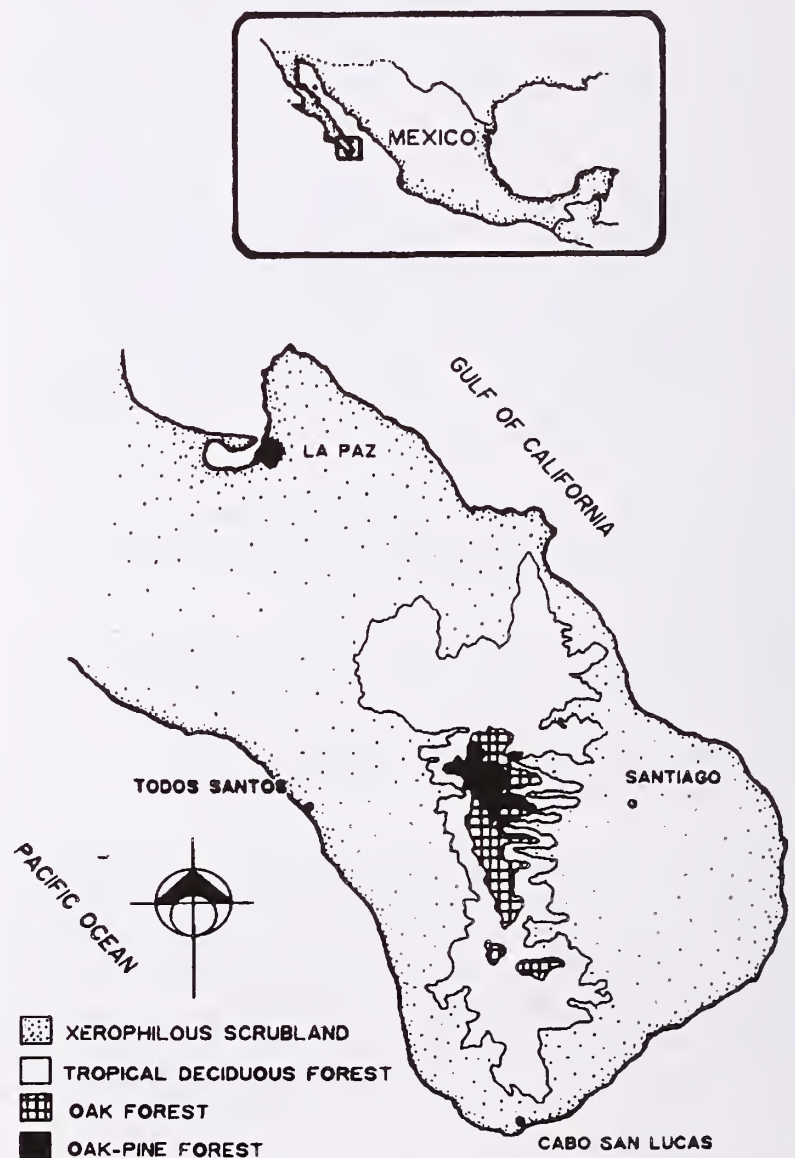 MEXICO
GULF OF CALIFORNIA
LA PAZ
TODOS SANTOS
SANTIAGO
PACIFIC OCEAN
XEROPHILOUS SCRUBLAND
TROPICAL DECIDUOUS FOREST
OAK FOREST
OAK-PINE FOREST
CABO SAN LUCAS